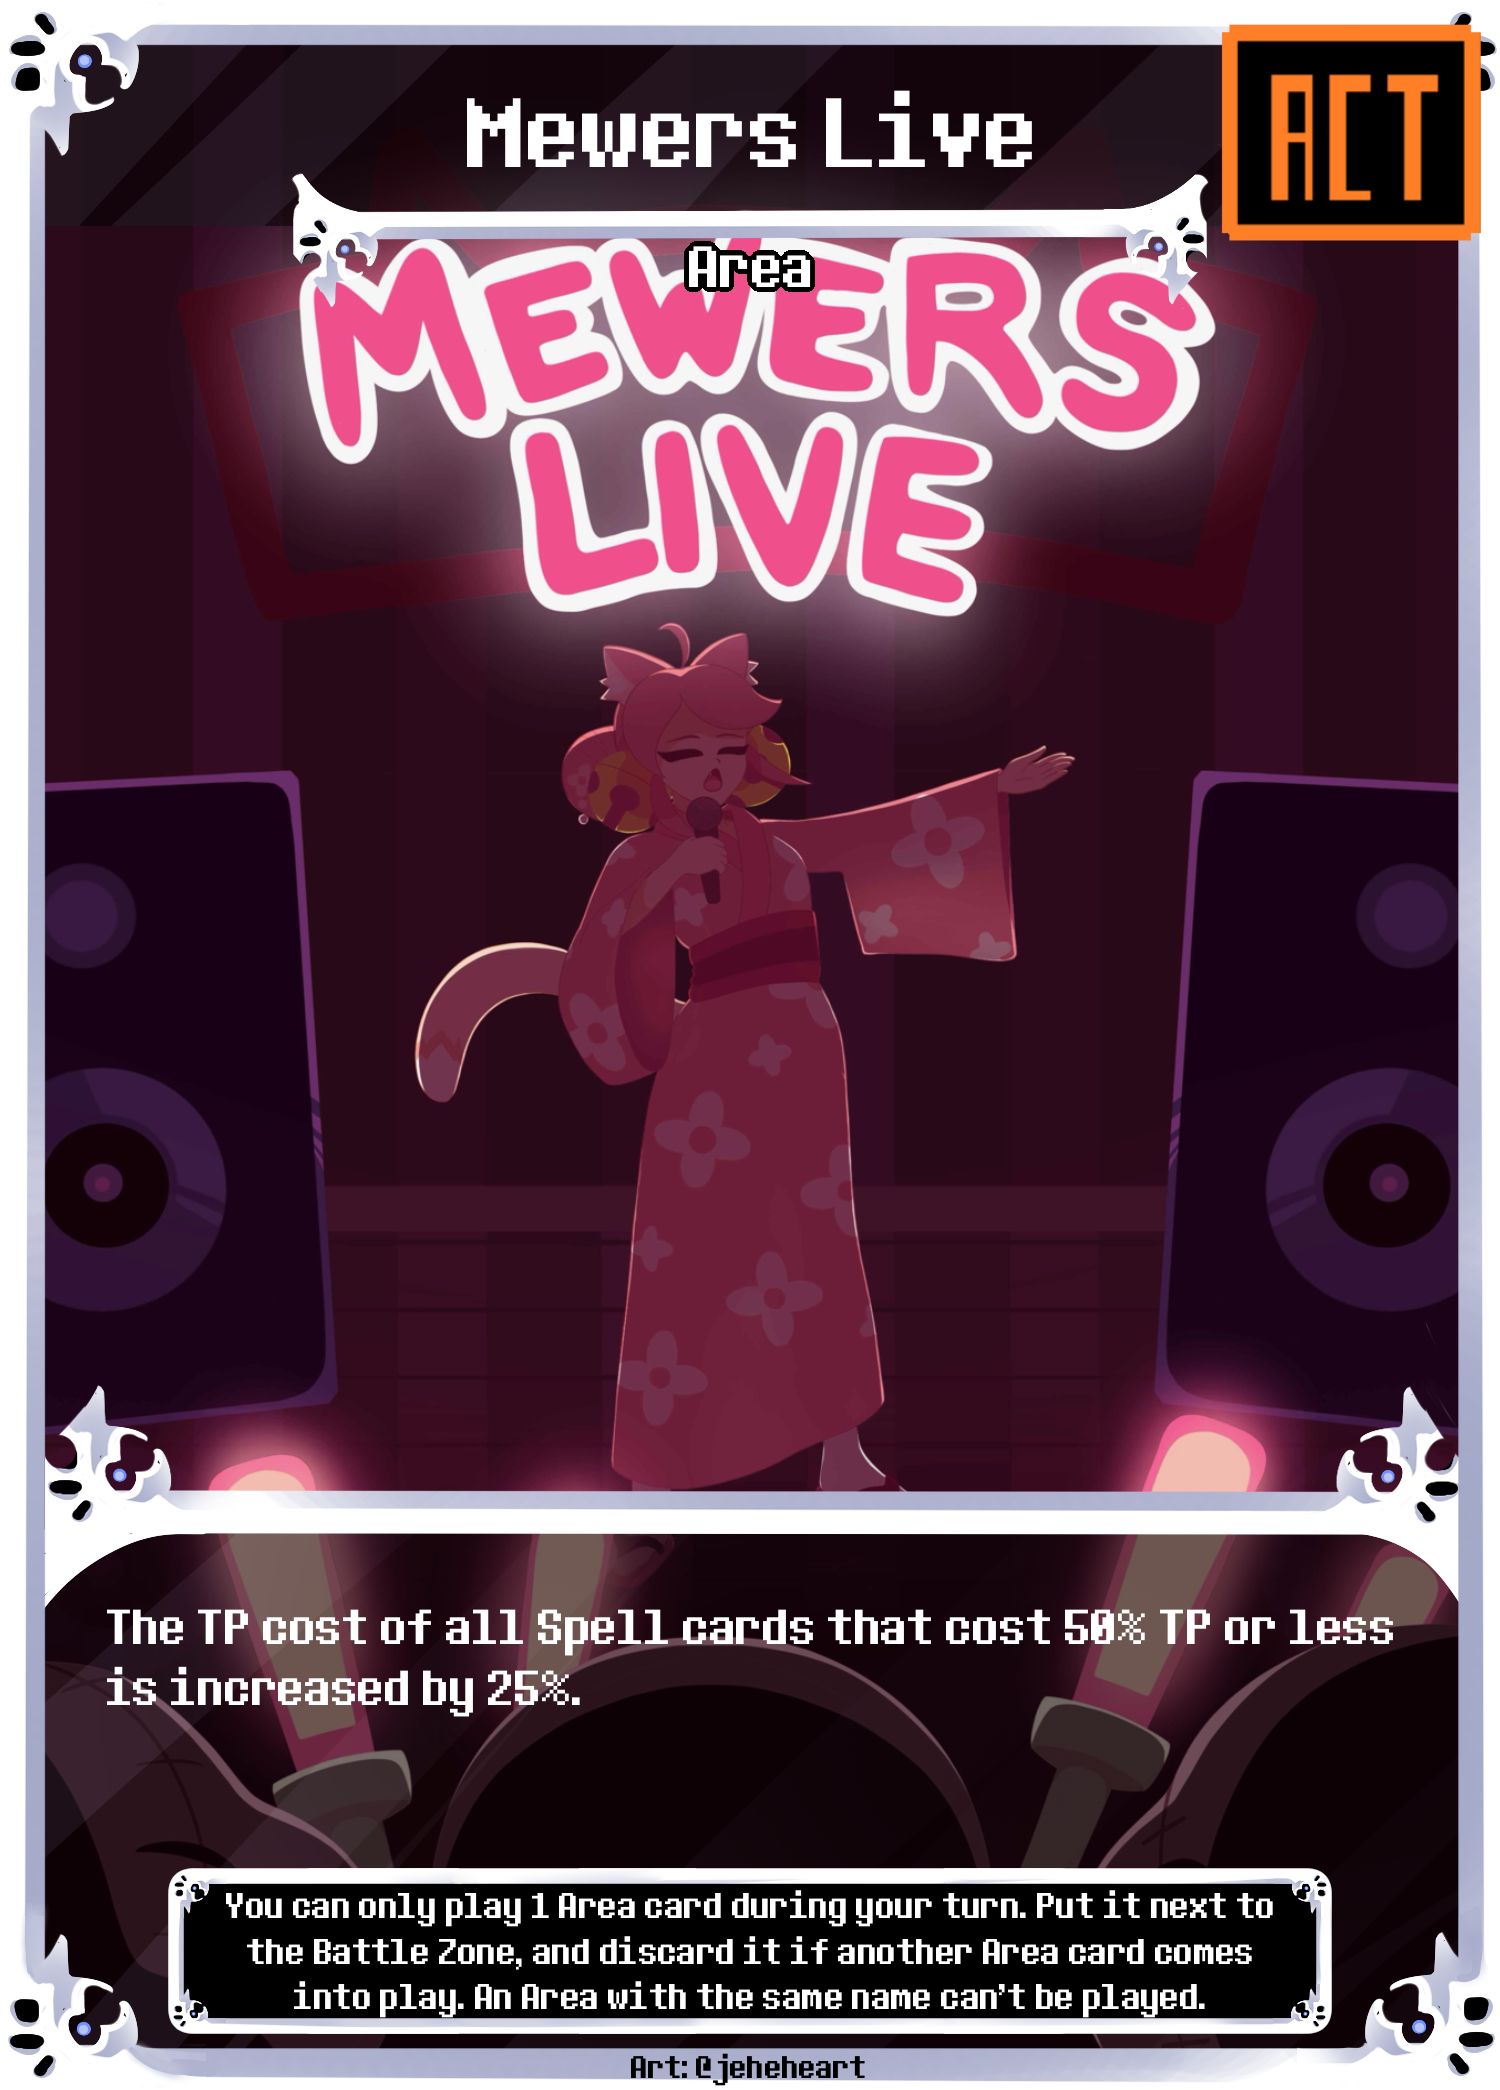 Mewers Live
ACT
Area
MEWERS
LIVE
The TP cost of all Spell cards that cost 50% TP or less
is increased by 25%.
You can only play 1 Area card during your turn. Put it next to
the Battle Zone, and discard it if another Area card comes
into play. An Area with the same name can't be played.
Art: @jeheheart